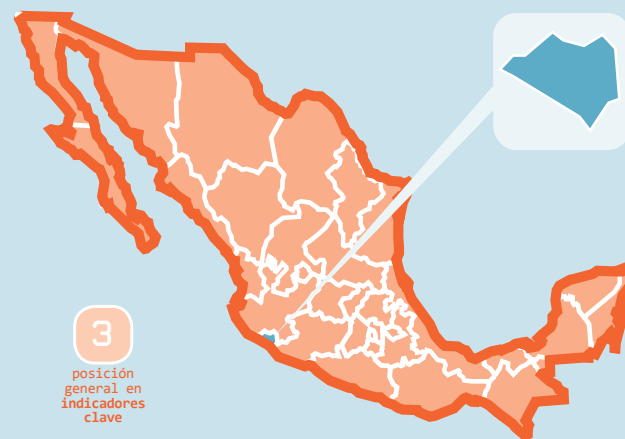 3
posición
general en
indicadores
clave